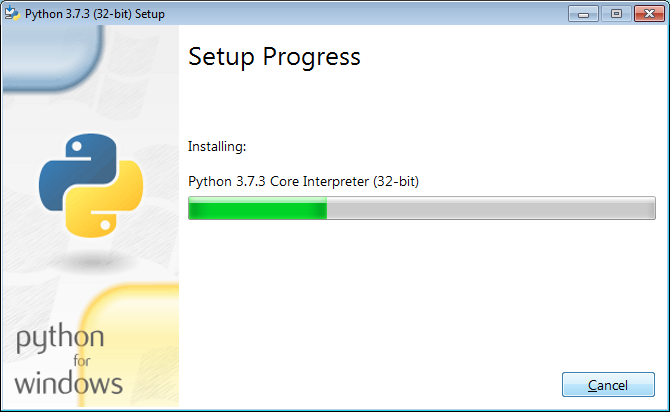 Python 3.7.3 (32-bit) Setup
Setup Progress
Installing:
Python 3.7.3 Core Interpreter (32-bit)
python
for
windows
Cancel